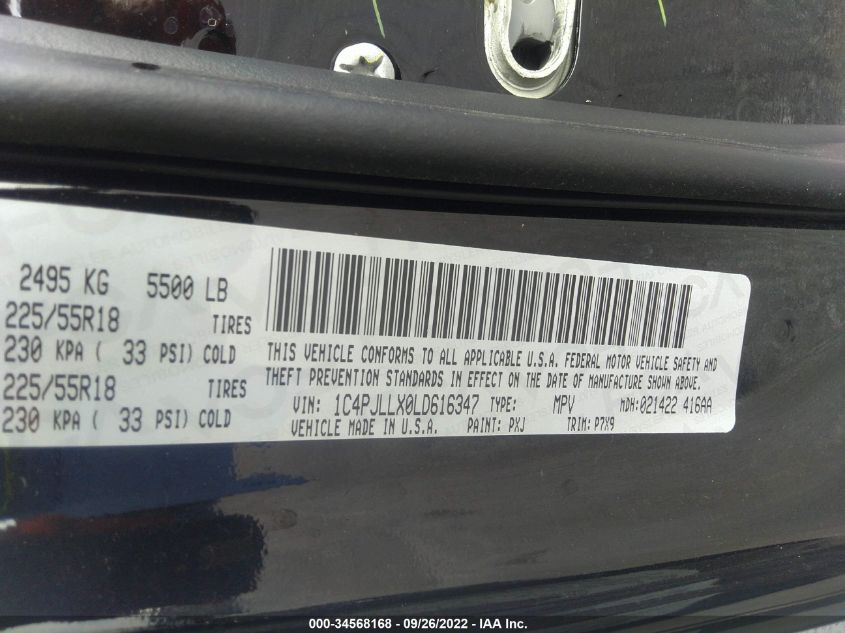 2495 KG 5500 LB
225/55R18 TIRES
230 KPA ( 33 PSI) COLD
225/55R18 TIRES
230 KPA ( 33 PSI) COLD
THIS VEHICLE CONFORMS TO ALL APPLICABLE U.S.A. FEDERAL MOTOR VEHICLE SAFETY AND
THEFT PREVENTION STANDARDS IN EFFECT ON THE DATE OF MANUFACTURE SHOWN ABOVE.
VIN: 1C4PJLLX0LD616347 TYPE: MPV MDH:021422 416AA
VEHICLE MADE IN U.S.A. PAINT: PXJ TRIM: P7X9
000-34568168 - 09/26/2022 - IAA Inc.